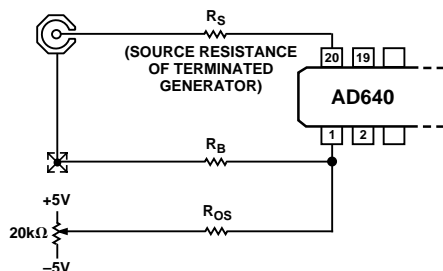 RS
(SOURCE RESISTANCE
OF TERMINATED
GENERATOR)
20 19
AD640
1 2
RB
+5V
ROS
20kΩ
–5V